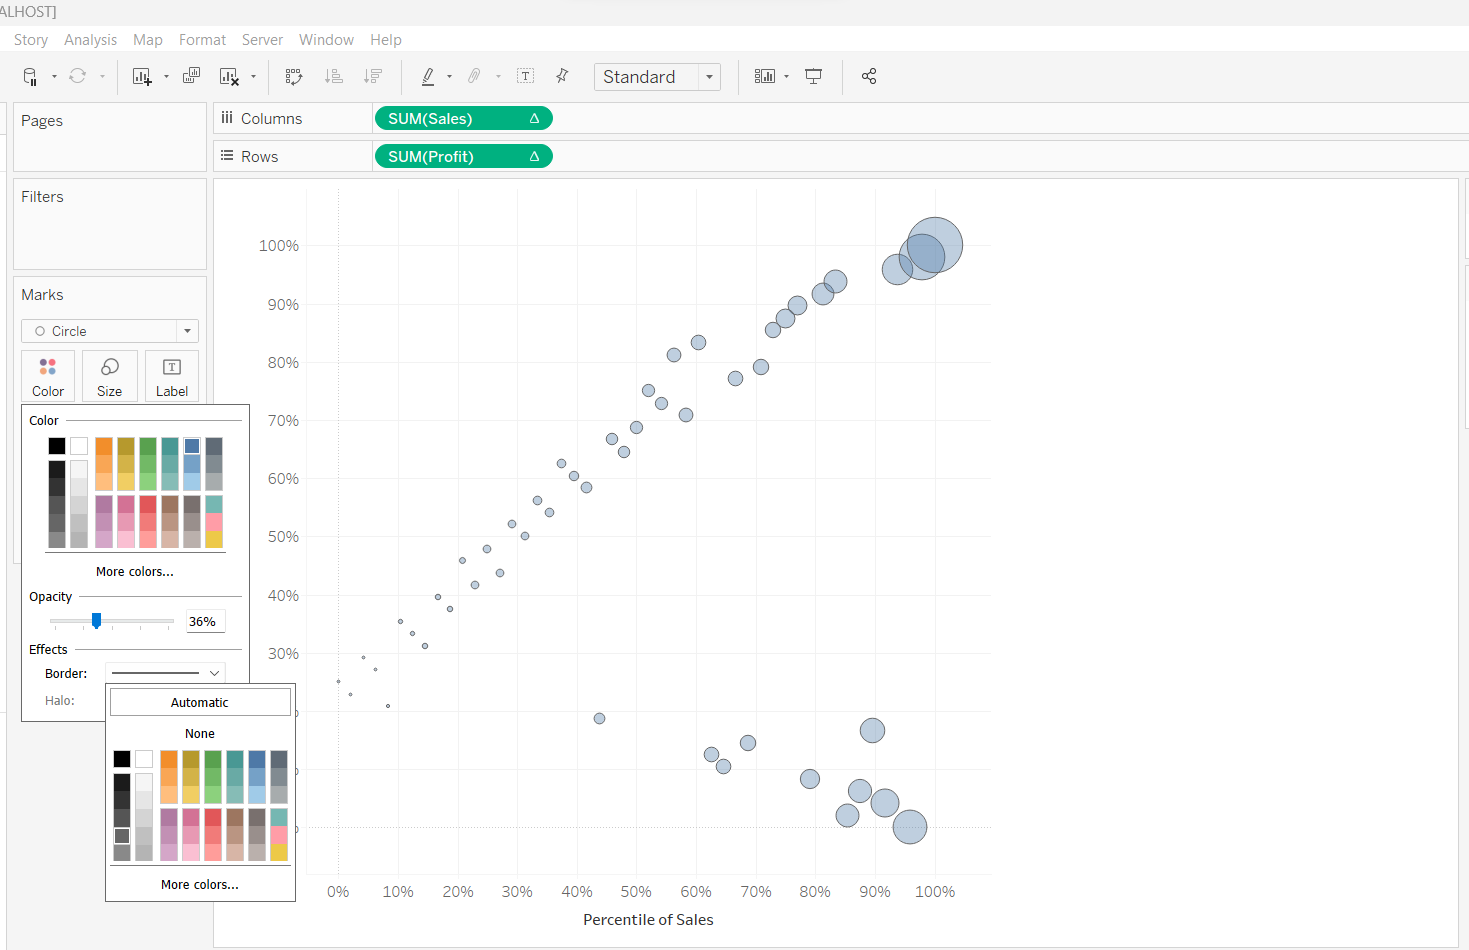 ALHOST]
Story Analysis Map Format Server Window Help
Standard
Pages
Columns SUM(Sales) Δ
Rows SUM(Profit) Δ
Filters
Marks
Circle
Color Size Label
Color
More colors...
Opacity
36%
Effects
Border:
Halo:
Automatic
None
More colors...
100%
90%
80%
70%
60%
50%
40%
30%
0% 10% 20% 30% 40% 50% 60% 70% 80% 90% 100%
Percentile of Sales